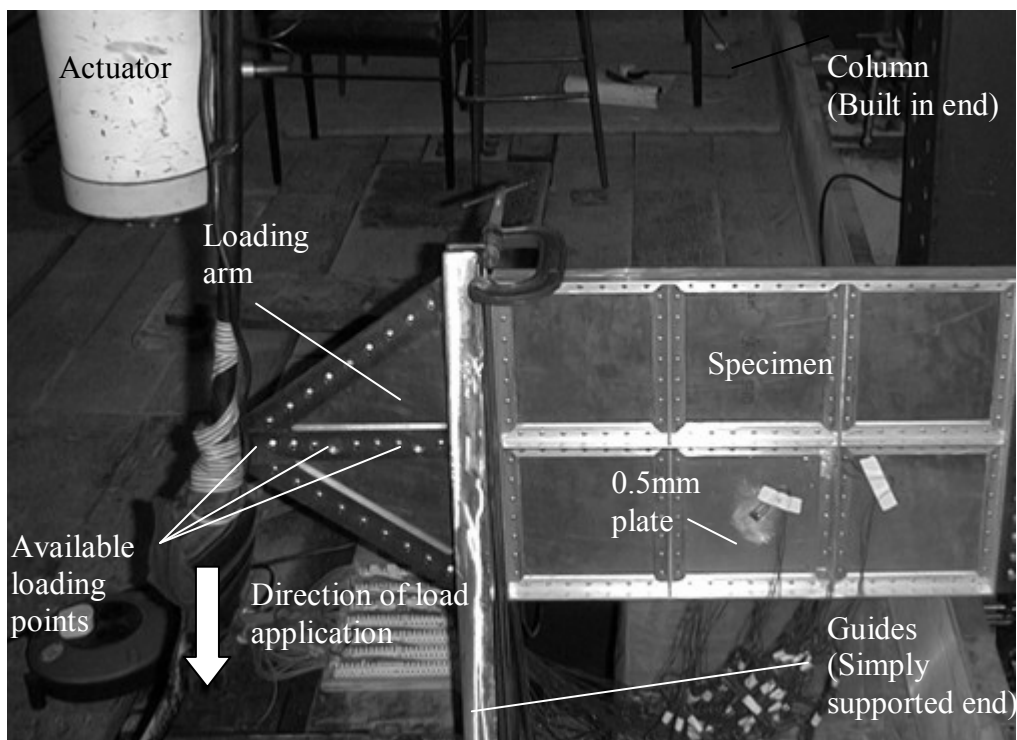 Actuator
Column
(Built in end)
Loading
arm
Specimen
0.5mm
plate
Available
loading
points
Direction of load
application
Guides
(Simply
supported end)